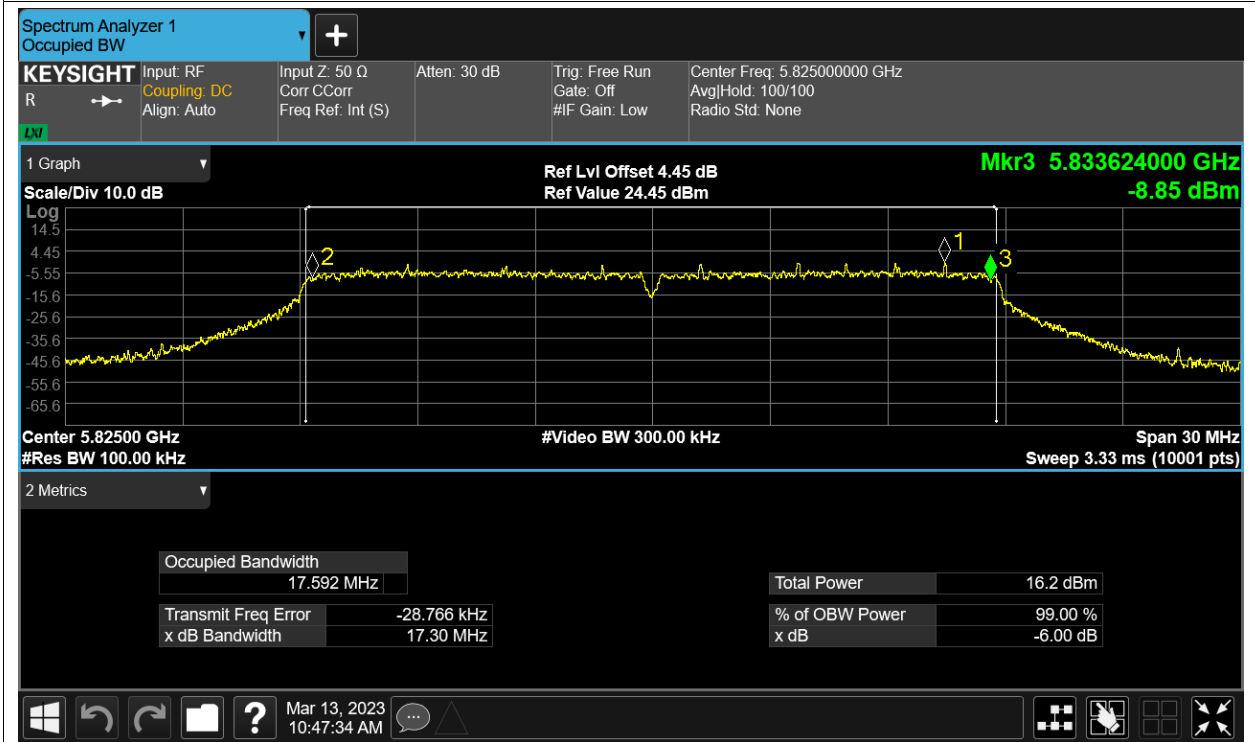 Spectrum Analyzer 1
Occupied BW
KEYSIGHT
R
LXI
Input: RF
Coupling: DC
Align: Auto
Input Z: 50 Ω
Corr CCorr
Freq Ref: Int (S)
Atten: 30 dB
Trig: Free Run
Gate: Off
#IF Gain: Low
Center Freq: 5.825000000 GHz
Avg|Hold: 100/100
Radio Std: None
1 Graph
Scale/Div 10.0 dB
Ref Lvl Offset 4.45 dB
Ref Value 24.45 dBm
Mkr3 5.833624000 GHz
-8.85 dBm
Log
14.5
4.45
-5.55
-15.6
-25.6
-35.6
-45.6
-55.6
-65.6
2
1
3
Center 5.82500 GHz
#Res BW 100.00 kHz
#Video BW 300.00 kHz
Span 30 MHz
Sweep 3.33 ms (10001 pts)
2 Metrics
Occupied Bandwidth
17.592 MHz
Transmit Freq Error -28.766 kHz
x dB Bandwidth 17.30 MHz
Total Power 16.2 dBm
% of OBW Power 99.00 %
x dB -6.00 dB
?
Mar 13, 2023
10:47:34 AM